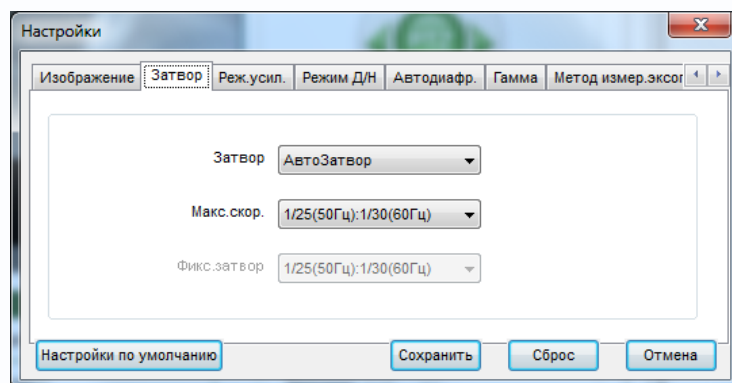 Настройки
Изображение Затвор Реж.усил. Режим Д/Н Автодиафр. Гамма Метод измер.экспог
Затвор АвтоЗатвор
Макс.скор. 1/25(50Гц):1/30(60Гц)
Фикс.затвор 1/25(50Гц):1/30(60Гц)
Настройки по умолчанию Сохранить Сброс Отмена